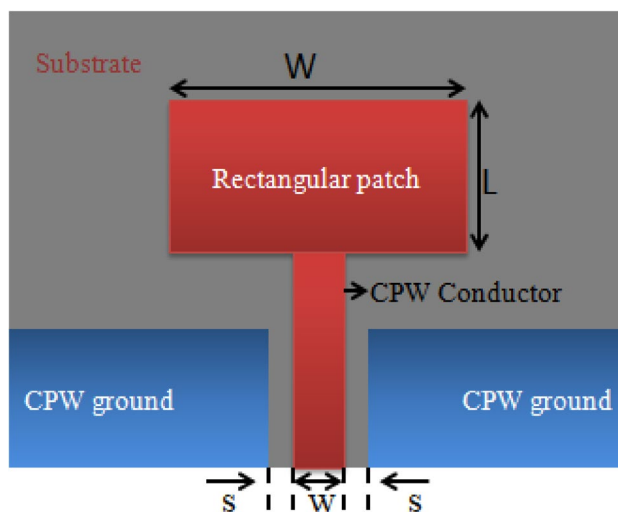 Substrate
W
Rectangular patch
L
CPW Conductor
CPW ground
CPW ground
S
W
S